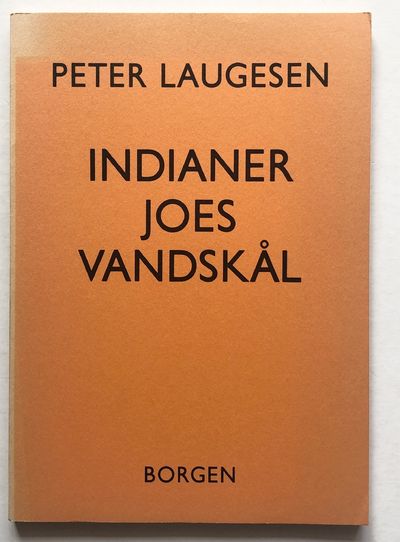 PETER LAUGESEN
INDIANER
JOES
VANDSKÅL
BORGEN